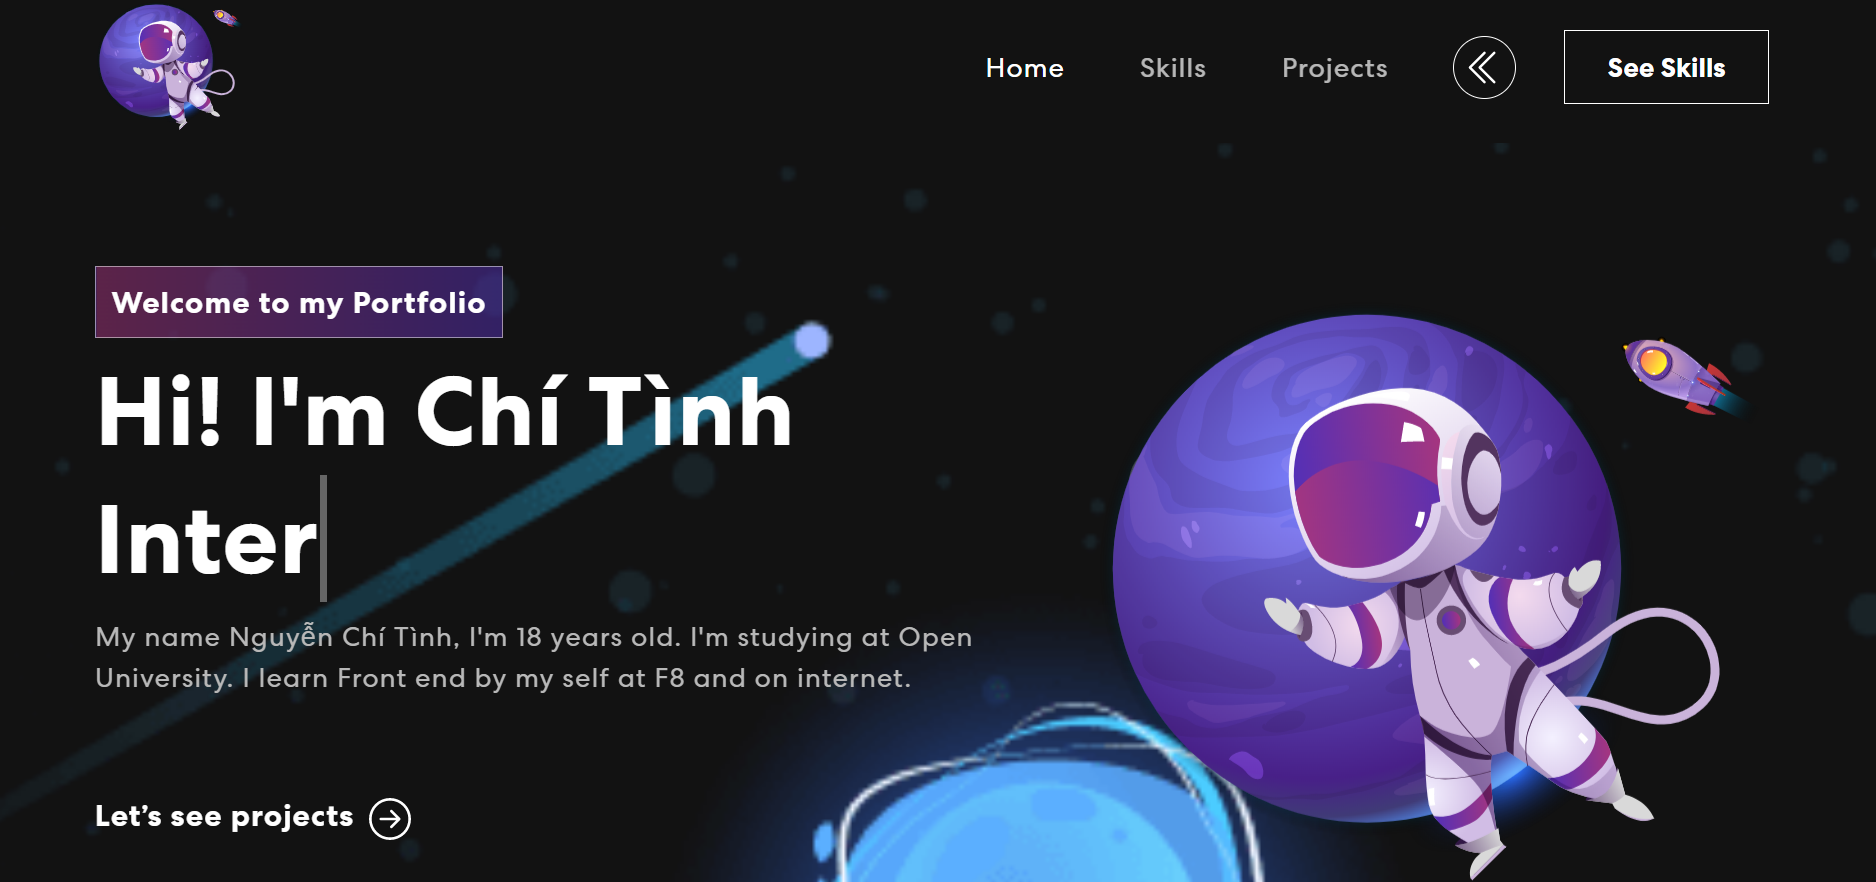 Home Skills Projects See Skills
Welcome to my Portfolio
Hi! I'm Chí Tình
Inter
My name Nguyễn Chí Tình, I'm 18 years old. I'm studying at Open
University. I learn Front end by my self at F8 and on internet.
Let’s see projects